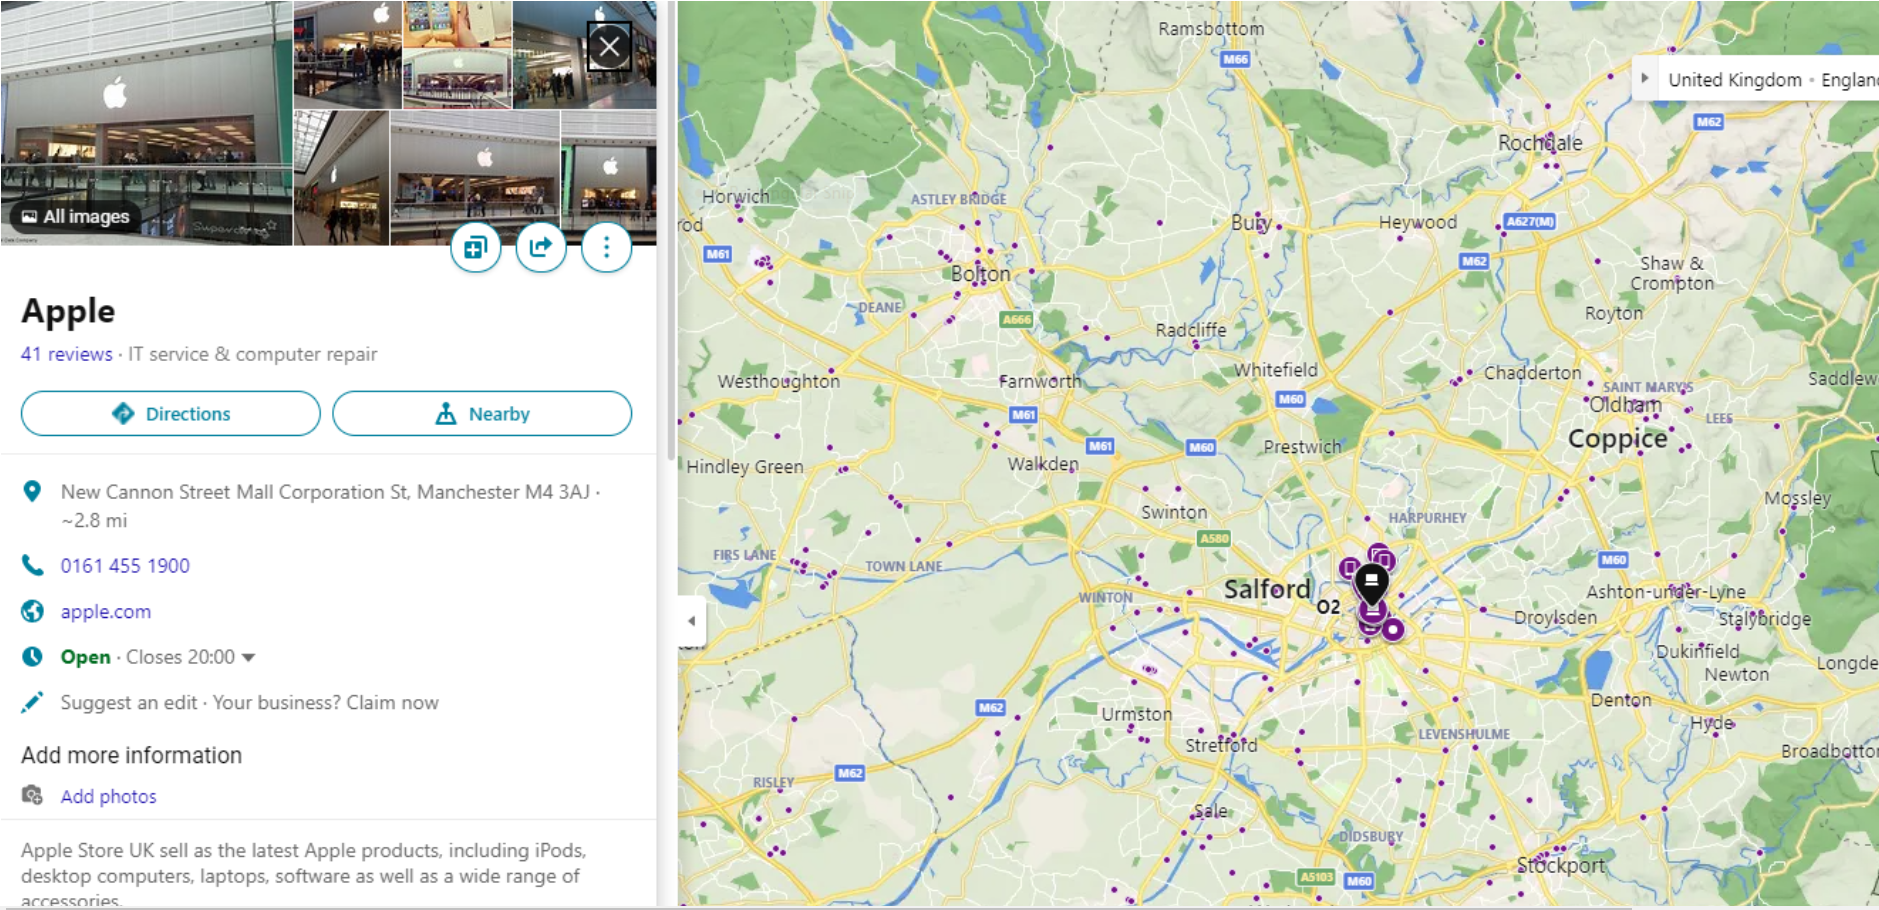 All images
Apple
41 reviews · IT service & computer repair
Directions
Nearby
New Cannon Street Mall Corporation St, Manchester M4 3AJ ·
~2.8 mi
0161 455 1900
apple.com
Open · Closes 20:00
Suggest an edit · Your business? Claim now
Add more information
Add photos
Apple Store UK sell as the latest Apple products, including iPods,
desktop computers, laptops, software as well as a wide range of
accessories.
Ramsbottom
M66
United Kingdom • England
M62
Rochdale
Horwich
ASTLEY BRIDGE
rod
Bury
Heywood
A627(M)
M61
M62
Shaw &
Crompton
Bolton
DEANE
A666
Royton
Radcliffe
Whitefield
Chadderton
Westhoughton
Farnworth
SAINT MARY'S
Saddlew
M60
Oldham
M61
LEES
Coppice
M61
M60
Prestwich
Hindley Green
Walkden
Mossley
Swinton
HARPURHEY
A580
FIRS LANE
TOWN LANE
M60
Salford
WINTON
O2
Ashton-under-Lyne
Droylsden
Stalybridge
Dukinfield
Newton
Longde
Denton
M62
Urmston
Hyde
LEVENSHULME
Stretford
Broadbotto
M62
RISLEY
Sale
DIDSBURY
Stockport
A5103
M60